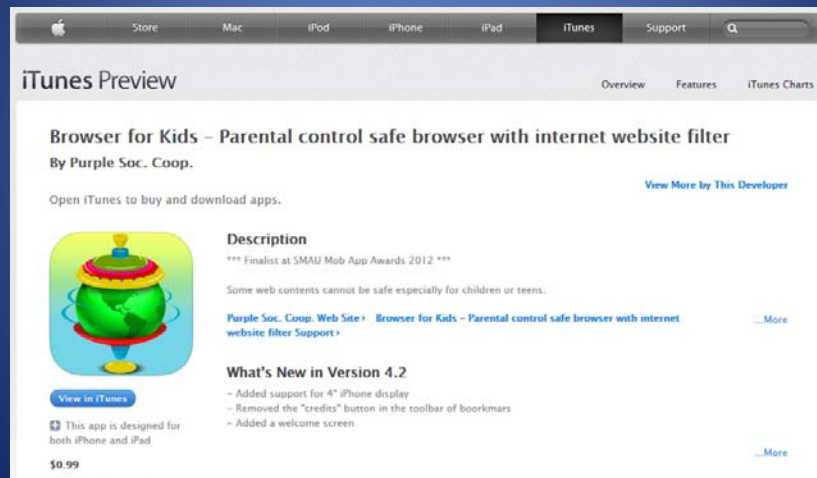 Store Mac iPod iPhone iPad iTunes Support
iTunes Preview
Overview Features iTunes Charts
Browser for Kids – Parental control safe browser with internet website filter
By Purple Soc. Coop.
View More by This Developer
Open iTunes to buy and download apps.
Description
*** Finalist at SMAU Mob App Awards 2012 ***
Some web contents cannot be safe especially for children or teens.
Purple Soc. Coop. Web Site › Browser for Kids – Parental control safe browser with internet
website filter Support ›
...More
What's New in Version 4.2
– Added support for 4" iPhone display
– Removed the "credits" button in the toolbar of boorkmars
– Added a welcome screen
...More
View in iTunes
This app is designed for
both iPhone and iPad
$0.99